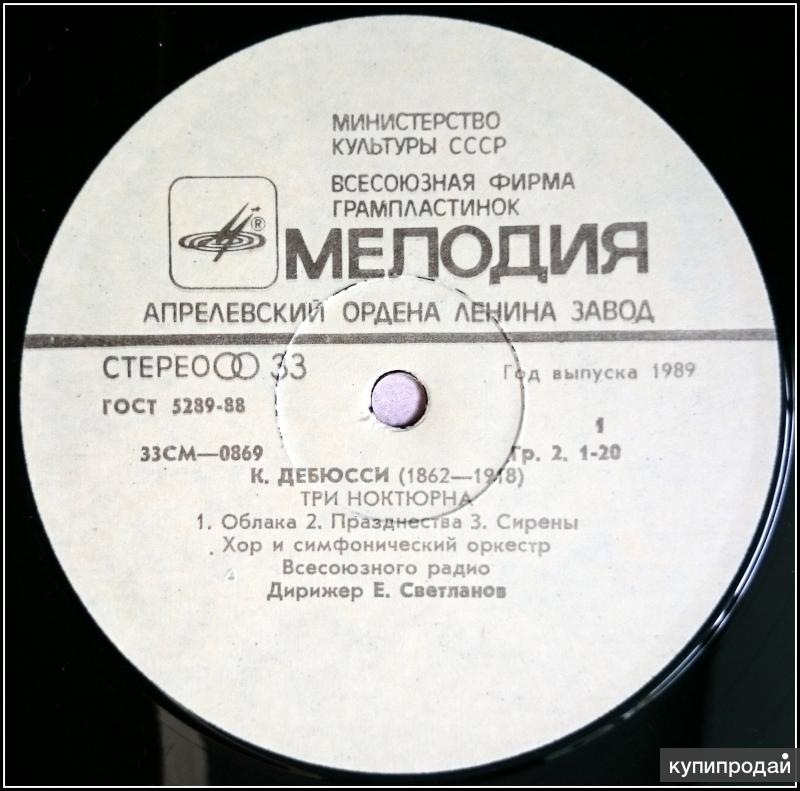 МИНИСТЕРСТВО
КУЛЬТУРЫ СССР
ВСЕСОЮЗНАЯ ФИРМА
ГРАМПЛАСТИНОК
®
МЕЛОДИЯ
АПРЕЛЕВСКИЙ ОРДЕНА ЛЕНИНА ЗАВОД
СТЕРЕО 33
Год выпуска 1989
ГОСТ 5289-88
1
33СМ—0869
Гр. 2. 1-20
К. ДЕБЮССИ (1862—1918)
ТРИ НОКТЮРНА
1. Облака 2. Празднества 3. Сирены
Хор и симфонический оркестр
Всесоюзного радио
Дирижер Е. Светланов
купипродай